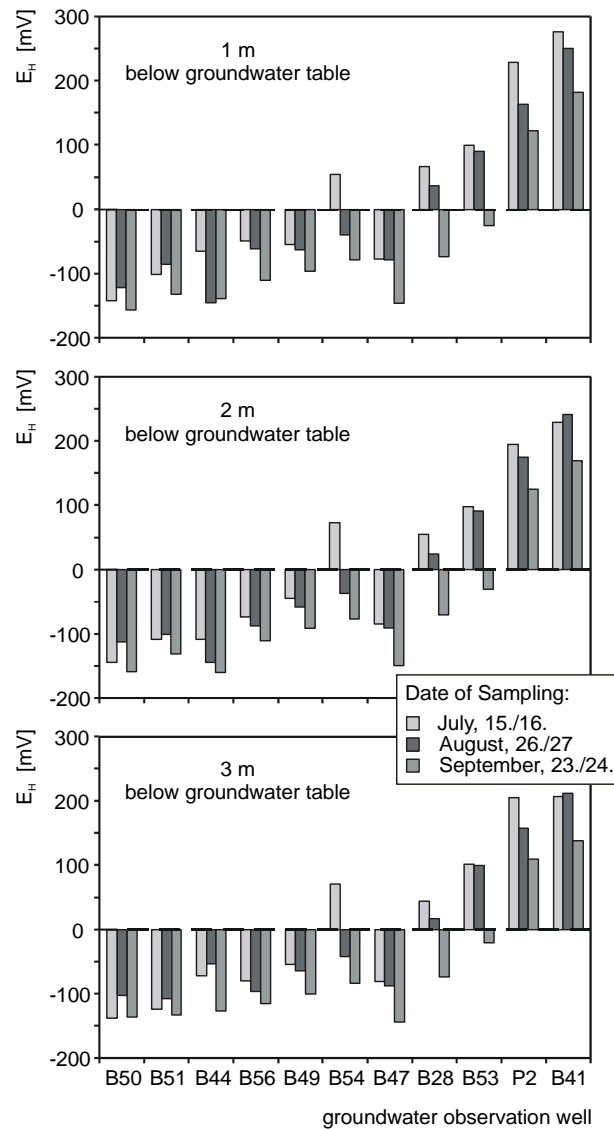 300
200
100
0
-100
-200
E_H [mV]
1 m
below groundwater table
300
200
100
0
-100
-200
E_H [mV]
2 m
below groundwater table
Date of Sampling:
July, 15./16.
August, 26./27
September, 23./24.
300
200
100
0
-100
-200
E_H [mV]
3 m
below groundwater table
B50 B51 B44 B56 B49 B54 B47 B28 B53 P2 B41
groundwater observation well